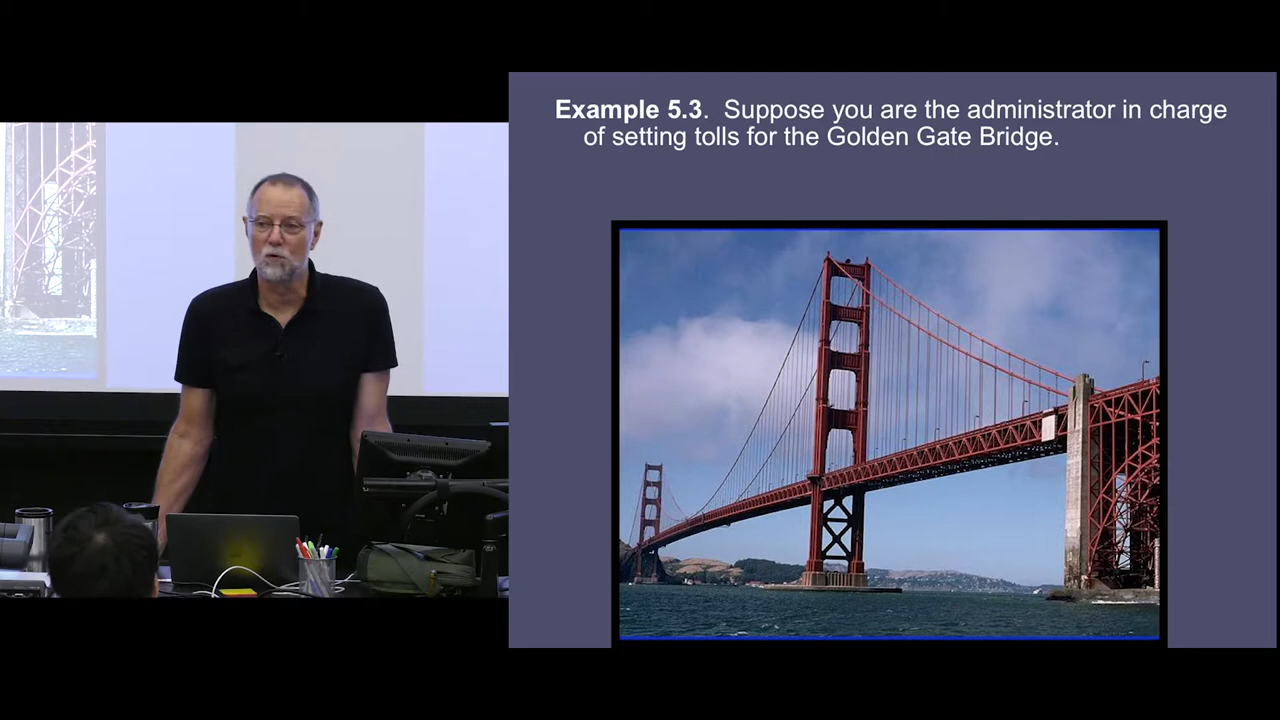 Example 5.3. Suppose you are the administrator in charge
of setting tolls for the Golden Gate Bridge.